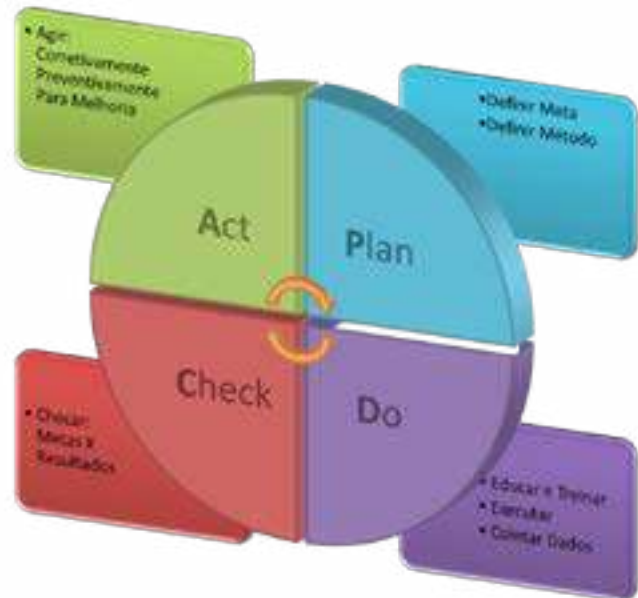 • Agir:
Corretivamente
Preventivamente
Para Melhoria
•Definir Meta
•Definir Método
Act
Plan
Check
Do
• Checar:
Metas X
Resultados
• Educar e Treinar
• Executar
• Coletar Dados